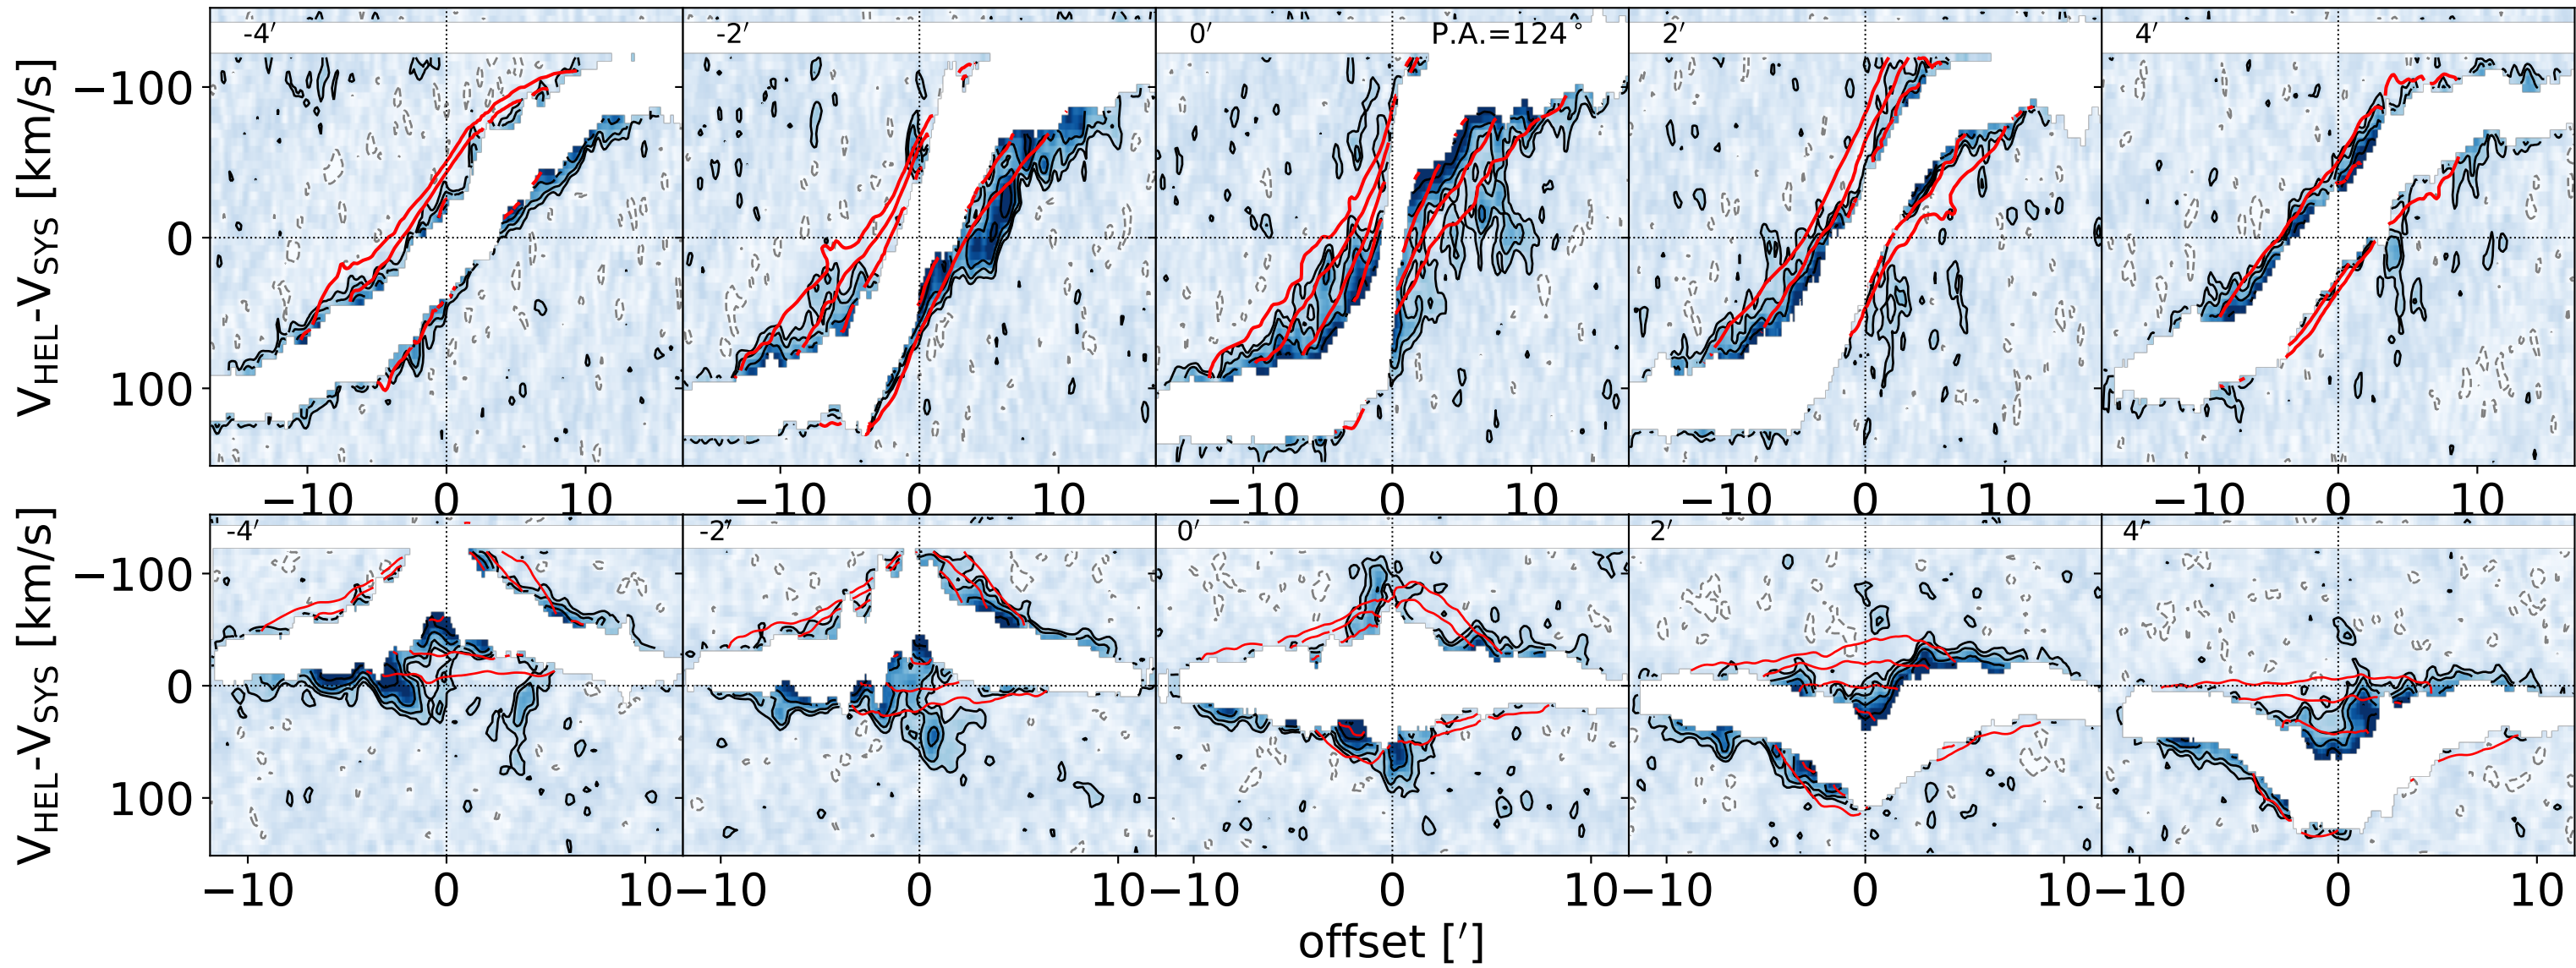 -4′ -2′ 0′ P.A.=124° 2′ 4′
V_HEL-V_SYS [km/s]
−100
0
100
−10 0 10 −10 0 10 −10 0 10 −10 0 10 −10 0 10
-4′ -2′ 0′ 2′ 4′
V_HEL-V_SYS [km/s]
−100
0
100
−10 0 10 −10 0 10 −10 0 10 −10 0 10 −10 0 10
offset [′]